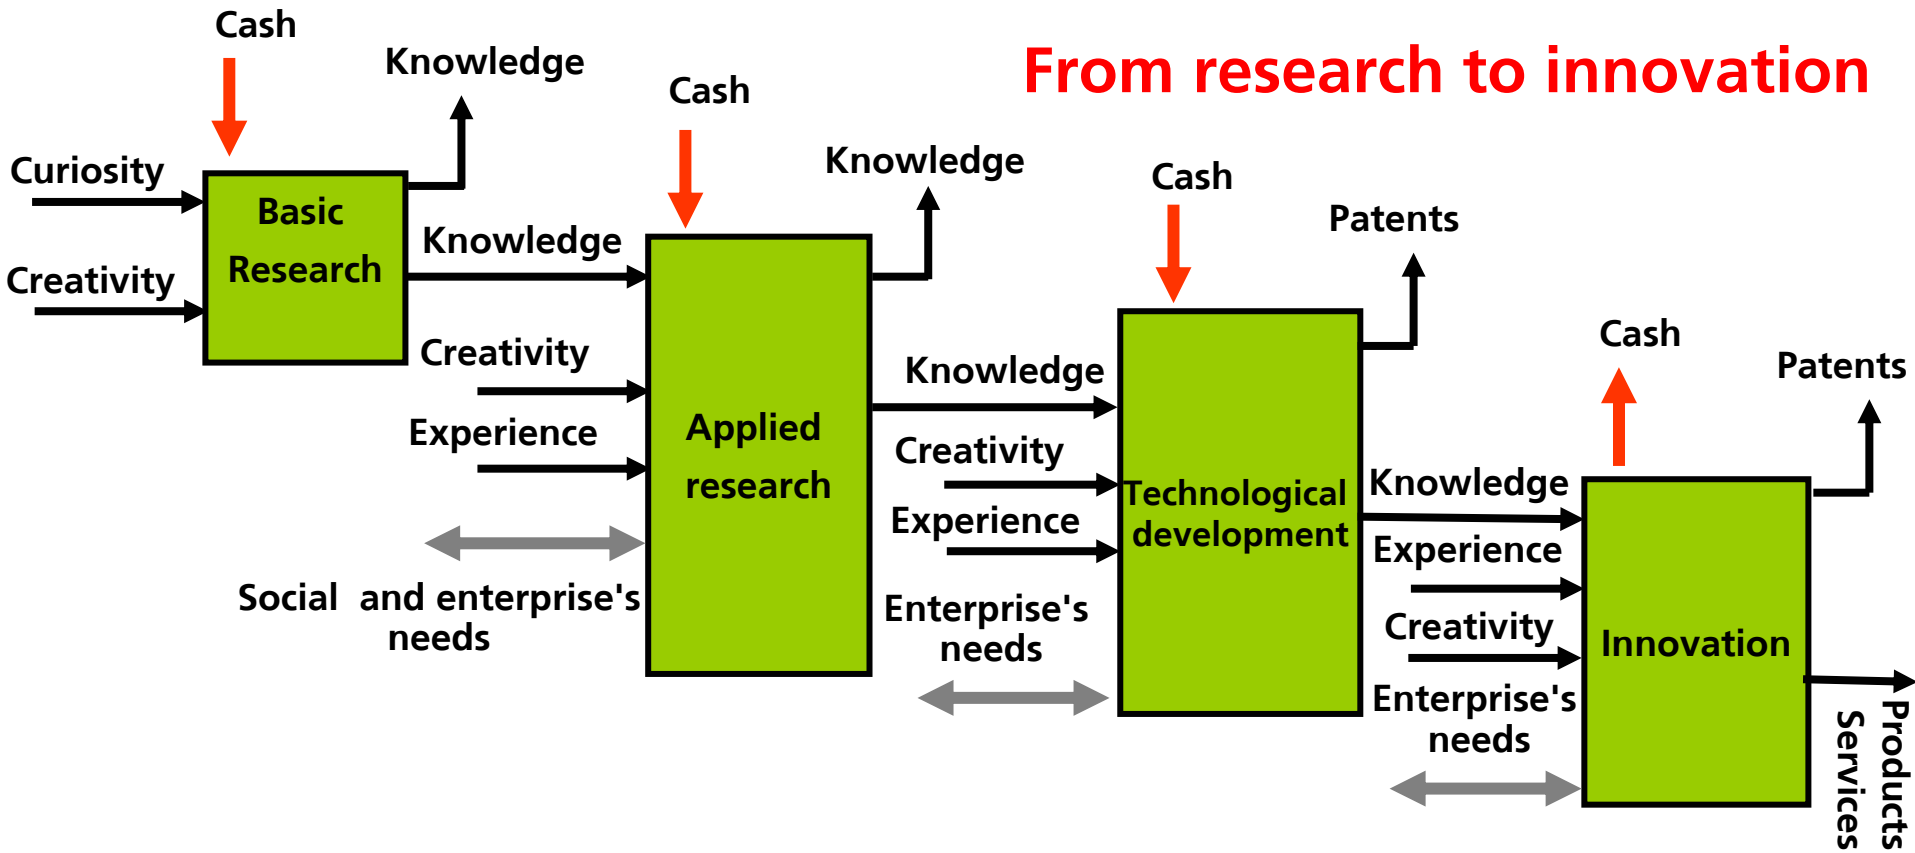 From research to innovation
Cash
Knowledge
Curiosity
Creativity
Basic
Research
Cash
Knowledge
Knowledge
Creativity
Experience
Social  and enterprise's
needs
Applied
research
Cash
Patents
Knowledge
Creativity
Experience
Enterprise's
needs
Technological
development
Cash
Patents
Knowledge
Experience
Creativity
Enterprise's
needs
Innovation
Products
Services